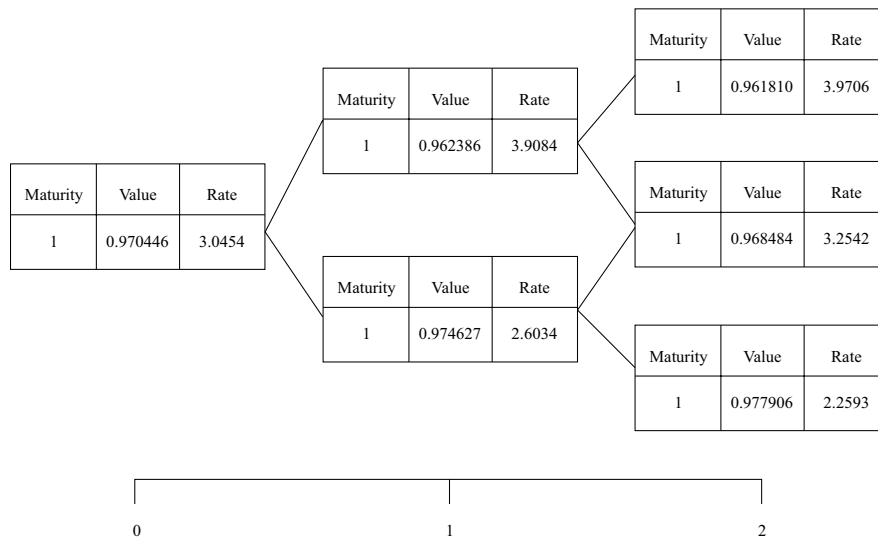 Maturity Value Rate
1 0.961810 3.9706
Maturity Value Rate
1 0.962386 3.9084
Maturity Value Rate
1 0.970446 3.0454
Maturity Value Rate
1 0.968484 3.2542
Maturity Value Rate
1 0.974627 2.6034
Maturity Value Rate
1 0.977906 2.2593
0 1 2